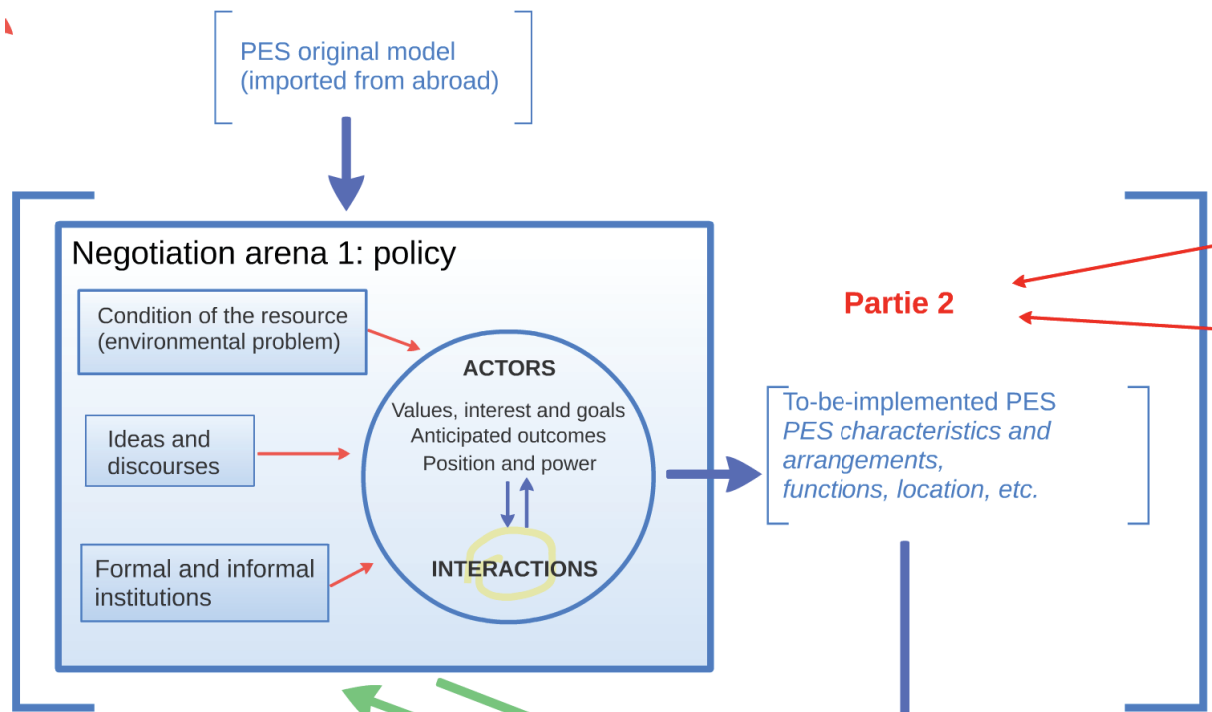 PES original model
(imported from abroad)
Negotiation arena 1: policy
Condition of the resource
(environmental problem)
Ideas and
discourses
Formal and informal
institutions
ACTORS
Values, interest and goals
Anticipated outcomes
Position and power
INTERACTIONS
Partie 2
To-be-implemented PES
PES characteristics and
arrangements,
functions, location, etc.